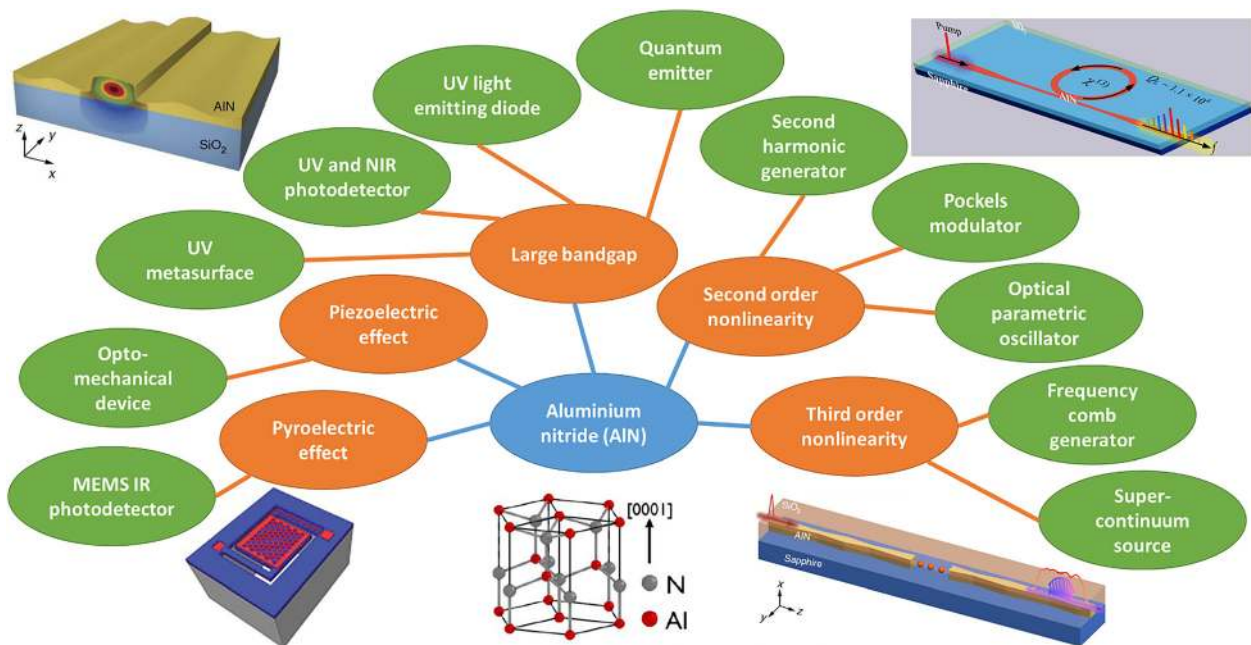 Quantum
emitter
UV light
emitting diode
Second
harmonic
generator
Pump
Sapphire
AlN
f
AlN
SiO₂
z
y
x
UV and NIR
photodetector
Pockels
modulator
UV
metasurface
Large bandgap
Second order
nonlinearity
Optical
parametric
oscillator
Piezoelectric
effect
Opto-
mechanical
device
Aluminium
nitride (AlN)
Third order
nonlinearity
Frequency
comb
generator
Pyroelectric
effect
MEMS IR
photodetector
Super-
continuum
source
[0001]
N
Al
SiO₂
AlN
Sapphire
x
y
z